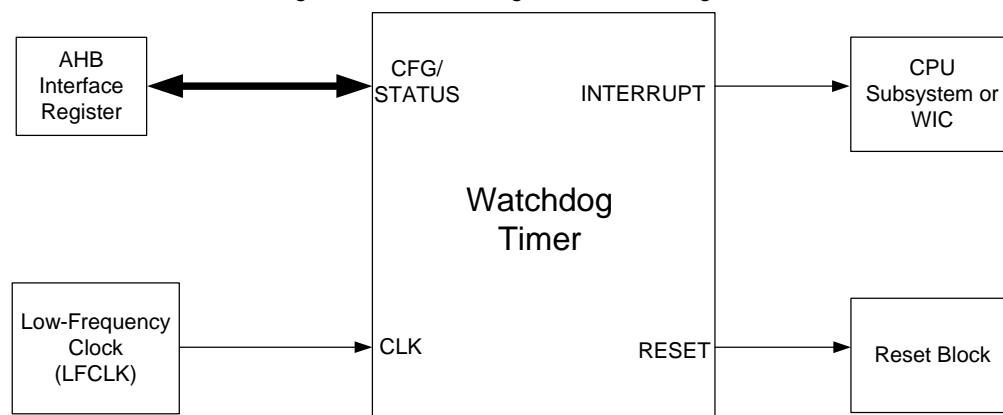 AHB
Interface
Register
CFG/
STATUS
INTERRUPT
CPU
Subsystem or
WIC
Watchdog
Timer
Low-Frequency
Clock
(LFCLK)
CLK
RESET
Reset Block